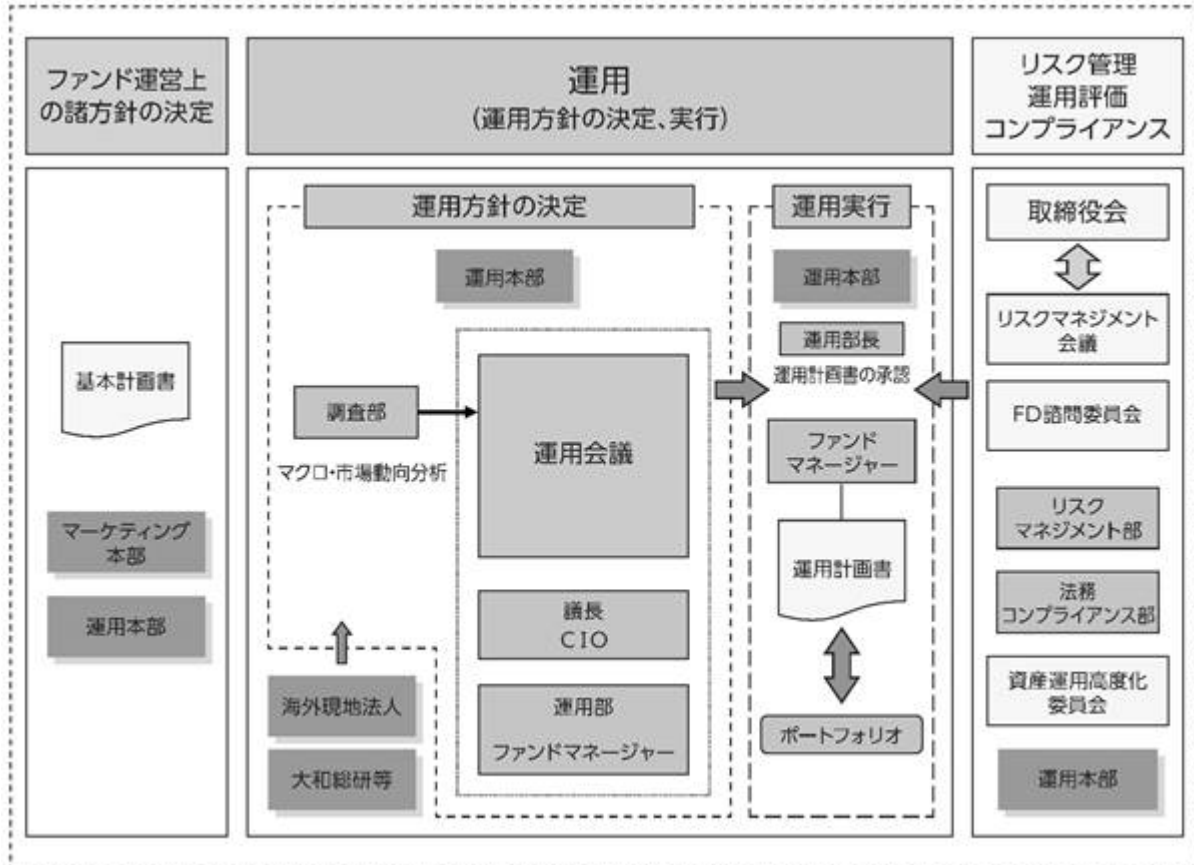 ファンド運営上
の諸方針の決定
基本計画書
マーケティング
本部
運用本部
運用
(運用方針の決定、実行)
運用方針の決定
運用本部
調査部
マクロ・市場動向分析
運用会議
議長
CIO
運用部
ファンドマネージャー
海外現地法人
大和総研等
運用実行
運用本部
運用部長
運用計画書の承認
ファンド
マネージャー
運用計画書
ポートフォリオ
リスク管理
運用評価
コンプライアンス
取締役会
リスクマネジメント
会議
FD諮問委員会
リスク
マネジメント部
法務
コンプライアンス部
資産運用高度化
委員会
運用本部